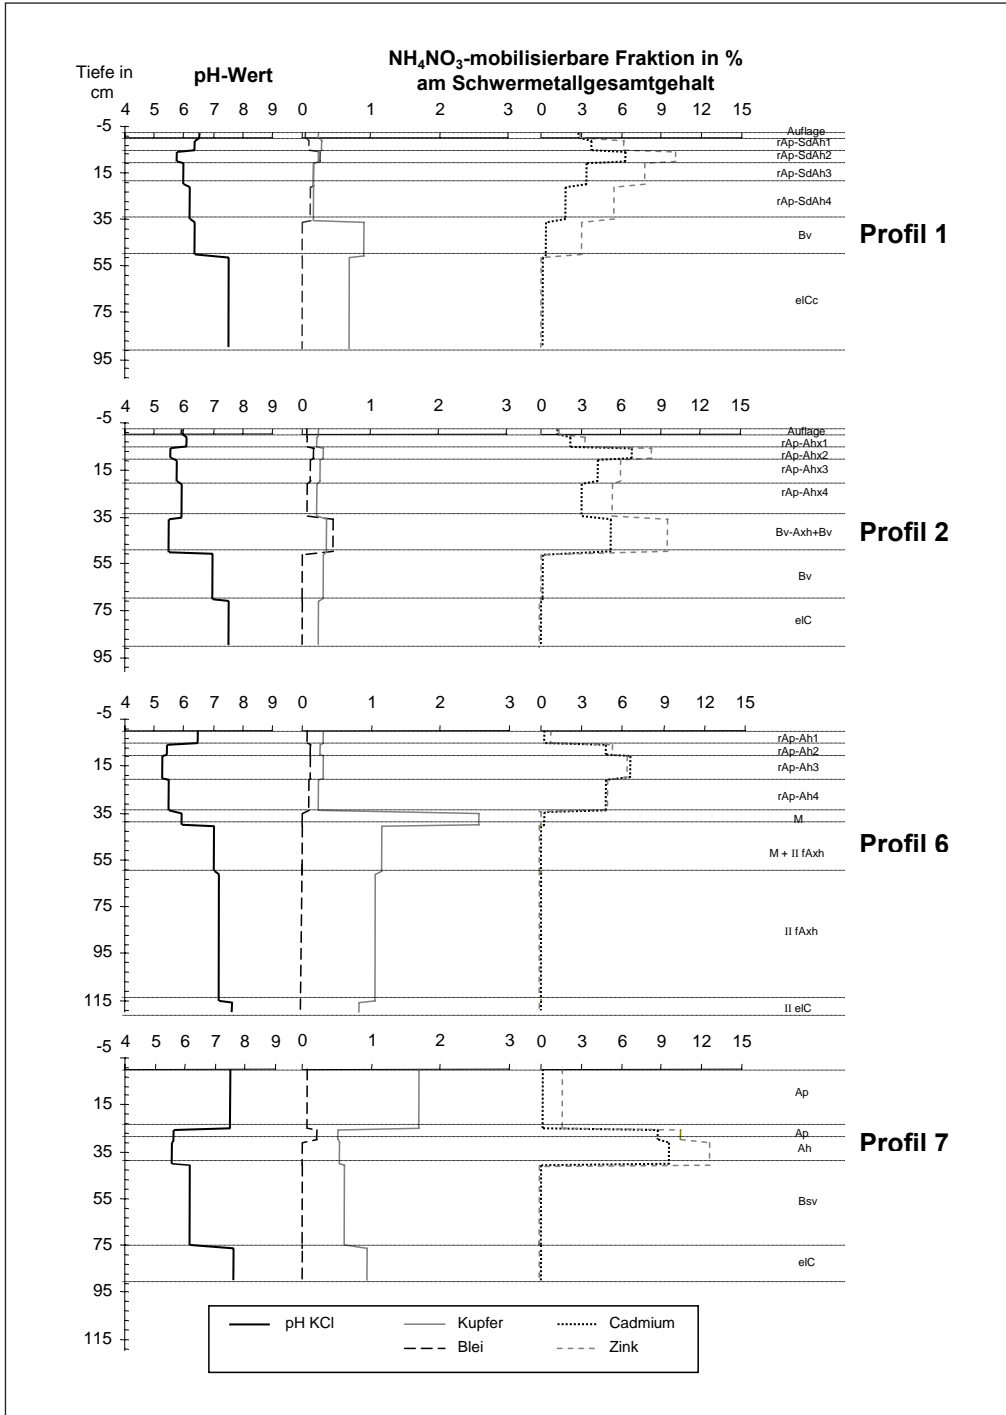 NH₄NO₃-mobilisierbare Fraktion in %
am Schwermetallgesamtgehalt
pH-Wert
Tiefe in
cm
4 5 6 7 8 9 0 1 2 3 0 3 6 9 12 15
-5
15
35
55
75
95
Auflage
rAp-SdAh1
rAp-SdAh2
rAp-SdAh3
rAp-SdAh4
Bv
elCc
Profil 1
4 5 6 7 8 9 0 1 2 3 0 3 6 9 12 15
-5
15
35
55
75
95
Auflage
rAp-Ahx1
rAp-Ahx2
rAp-Ahx3
rAp-Ahx4
Bv-Axh+Bv
Bv
elC
Profil 2
4 5 6 7 8 9 0 1 2 3 0 3 6 9 12 15
-5
15
35
55
75
95
115
rAp-Ah1
rAp-Ah2
rAp-Ah3
rAp-Ah4
M
M + II fAxh
II fAxh
II elC
Profil 6
4 5 6 7 8 9 0 1 2 3 0 3 6 9 12 15
-5
15
35
55
75
95
115
Ap
Ap
Ah
Bsv
elC
Profil 7
pH KCl Kupfer Cadmium
Blei Zink